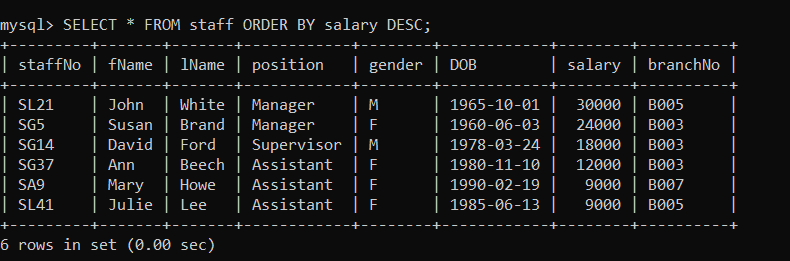 mysql> SELECT * FROM staff ORDER BY salary DESC;
+---------+-------+-------+------------+--------+------------+--------+----------+
| staffNo | fName | lName | position   | gender | DOB        | salary | branchNo |
+---------+-------+-------+------------+--------+------------+--------+----------+
| SL21    | John  | White | Manager    | M      | 1965-10-01 |  30000 | B005     |
| SG5     | Susan | Brand | Manager    | F      | 1960-06-03 |  24000 | B003     |
| SG14    | David | Ford  | Supervisor | M      | 1978-03-24 |  18000 | B003     |
| SG37    | Ann   | Beech | Assistant  | F      | 1980-11-10 |  12000 | B003     |
| SA9     | Mary  | Howe  | Assistant  | F      | 1990-02-19 |   9000 | B007     |
| SL41    | Julie | Lee   | Assistant  | F      | 1985-06-13 |   9000 | B005     |
+---------+-------+-------+------------+--------+------------+--------+----------+
6 rows in set (0.00 sec)